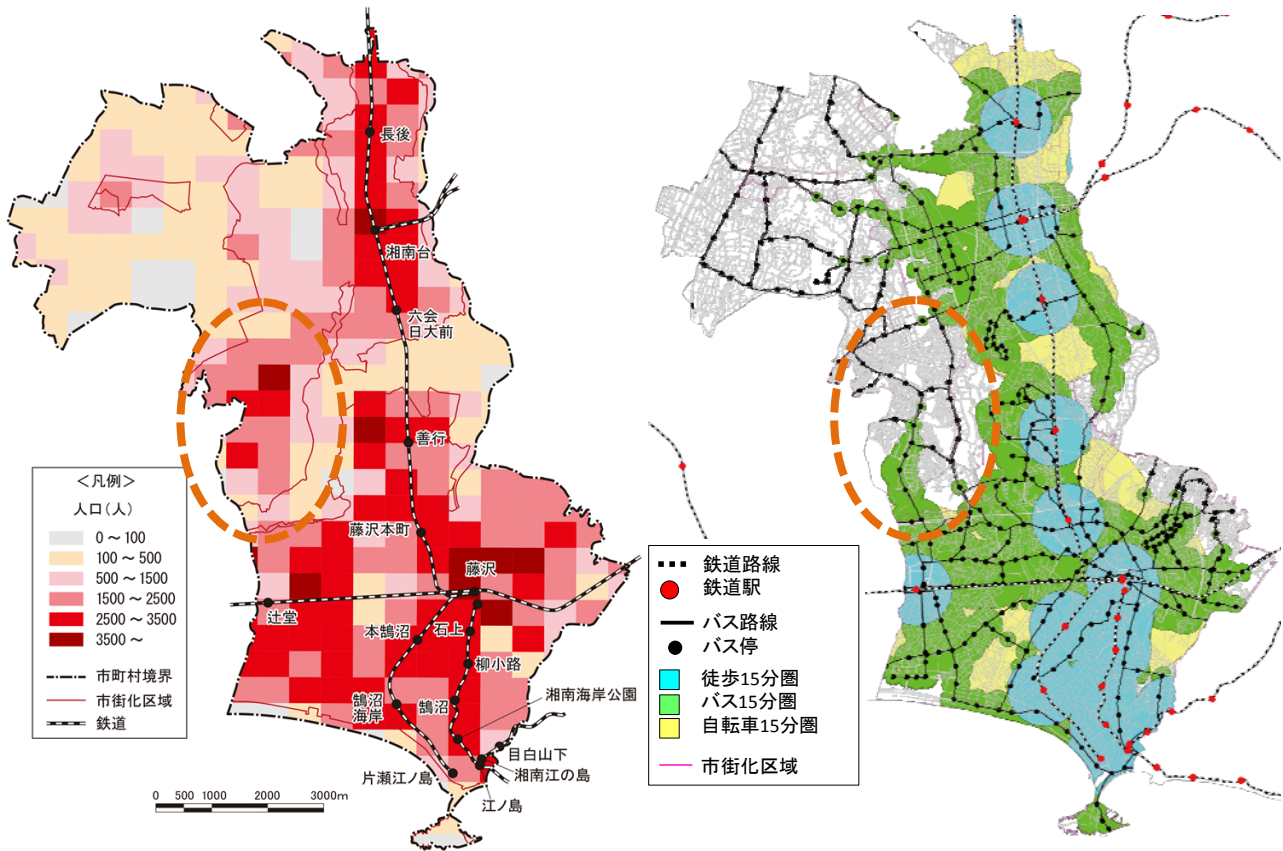 長後
湘南台
六会
日大前
善行
藤沢本町
藤沢
辻堂
本鵠沼
石上
柳小路
鵠沼
海岸
鵠沼
湘南海岸公園
目白山下
湘南江の島
片瀬江ノ島
江ノ島
＜凡例＞
人口（人）
0 ～ 100
100 ～ 500
500 ～ 1500
1500 ～ 2500
2500 ～ 3500
3500 ～
市町村境界
市街化区域
鉄道
0 500 1000 2000 3000m
鉄道路線
鉄道駅
バス路線
バス停
徒歩15分圏
バス15分圏
自転車15分圏
市街化区域